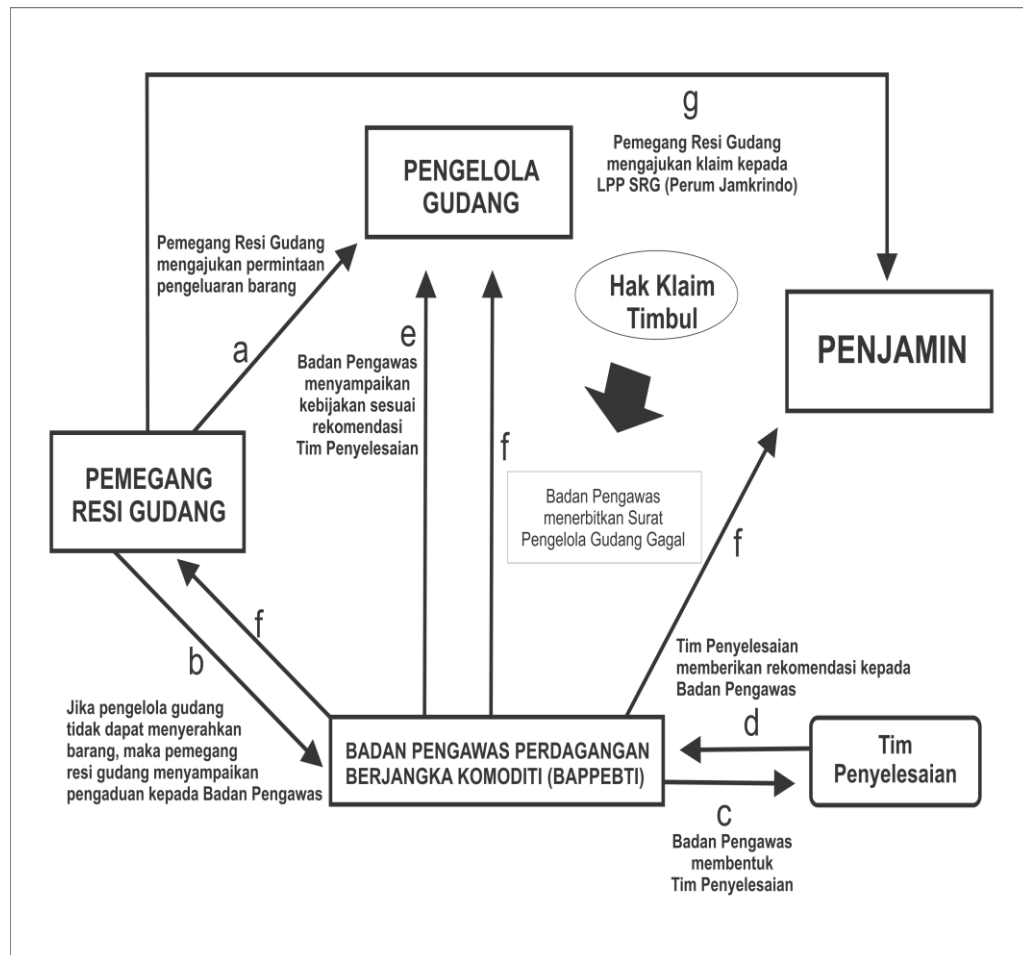 g
Pemegang Resi Gudang
mengajukan klaim kepada
LPP SRG (Perum Jamkrindo)
PENGELOLA
GUDANG
Pemegang Resi Gudang
mengajukan permintaan
pengeluaran barang
a
Hak Klaim
Timbul
PENJAMIN
e
Badan Pengawas
menyampaikan
kebijakan sesuai
rekomendasi
Tim Penyelesaian
f
PEMEGANG
RESI GUDANG
Badan Pengawas
menerbitkan Surat
Pengelola Gudang Gagal
f
f
b
Jika pengelola gudang
tidak dapat menyerahkan
barang, maka pemegang
resi gudang menyampaikan
pengaduan kepada Badan Pengawas
Tim Penyelesaian
memberikan rekomendasi kepada
Badan Pengawas
d
BADAN PENGAWAS PERDAGANGAN
BERJANGKA KOMODITI (BAPPEBTI)
Tim
Penyelesaian
c
Badan Pengawas
membentuk
Tim Penyelesaian